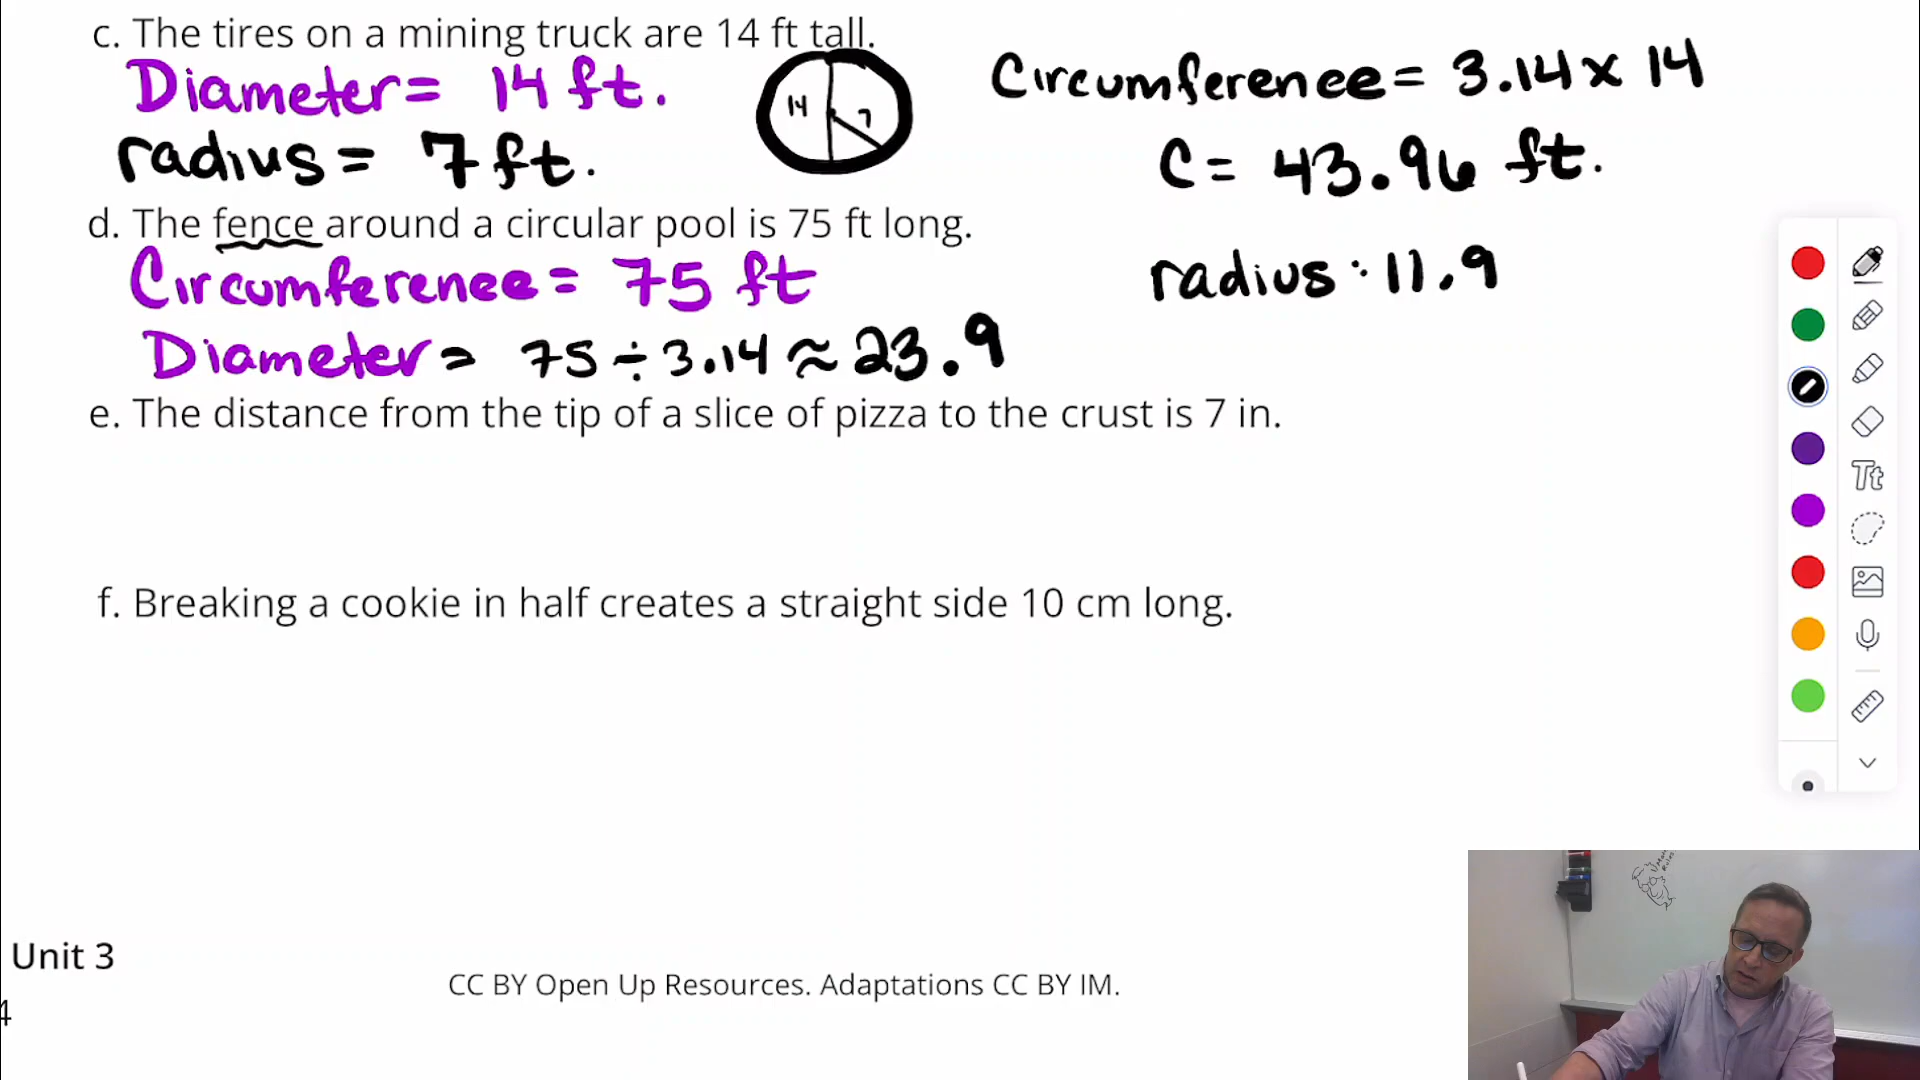 c. The tires on a mining truck are 14 ft tall.
Diameter = 14 ft.
14
7
Circumference = 3.14 x 14
radius = 7 ft.
C = 43.96 ft.
d. The fence around a circular pool is 75 ft long.
Circumference = 75 ft
radius : 11.9
Diameter = 75 ÷ 3.14 ≈ 23.9
e. The distance from the tip of a slice of pizza to the crust is 7 in.
Tt
f. Breaking a cookie in half creates a straight side 10 cm long.
Unit 3
CC BY Open Up Resources. Adaptations CC BY IM.
4